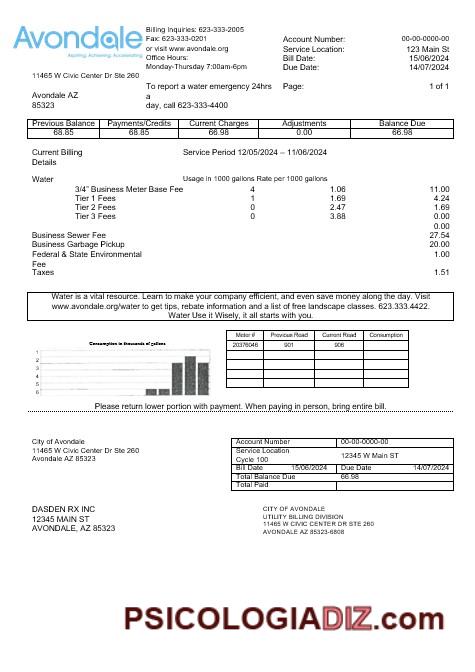 Avondale
Aspiring. Achieving. Accelerating.
Billing Inquiries: 623-333-2005
Fax: 623-333-0201
or visit www.avondale.org
Office Hours:
Monday-Thursday 7:00am-6pm
Account Number: 00-00-0000-00
Service Location: 123 Main St
Bill Date: 15/06/2024
Due Date: 14/07/2024
11465 W Civic Center Dr Ste 260
To report a water emergency 24hrs a
day, call 623-333-4400
Page: 1 of 1
Avondale AZ
85323
Previous Balance Payments/Credits Current Charges Adjustments Balance Due
68.85 68.85 66.98 0.00 66.98
Current Billing Details
Service Period 12/05/2024 – 11/06/2024
Water Usage in 1000 gallons Rate per 1000 gallons
3/4” Business Meter Base Fee 4 1.06 11.00
Tier 1 Fees 1 1.69 4.24
Tier 2 Fees 0 2.47 1.69
Tier 3 Fees 0 3.88 0.00
0.00
Business Sewer Fee 27.54
Business Garbage Pickup 20.00
Federal & State Environmental Fee 1.00
Taxes 1.51
Water is a vital resource. Learn to make your company efficient, and even save money along the day. Visit
www.avondale.org/water to get tips, rebate information and a list of free landscape classes. 623.333.4422.
Water Use it Wisely, it all starts with you.
Consumption in thousands of gallons
1
2
3
4
5
6
Meter # Previous Read Current Read Consumption
20376046 901 906
Please return lower portion with payment. When paying in person, bring entire bill.
City of Avondale
11465 W Civic Center Dr Ste 260
Avondale AZ 85323
Account Number 00-00-0000-00
Service Location
Cycle 100 12345 W Main ST
Bill Date 15/06/2024 Due Date 14/07/2024
Total Balance Due 66.98
Total Paid
DASDEN RX INC
12345 MAIN ST
AVONDALE, AZ 85323
CITY OF AVONDALE
UTILITY BILLING DIVISION
11465 W CIVIC CENTER DR STE 260
AVONDALE AZ 85323-6808
PSICOLOGIADIZ.com